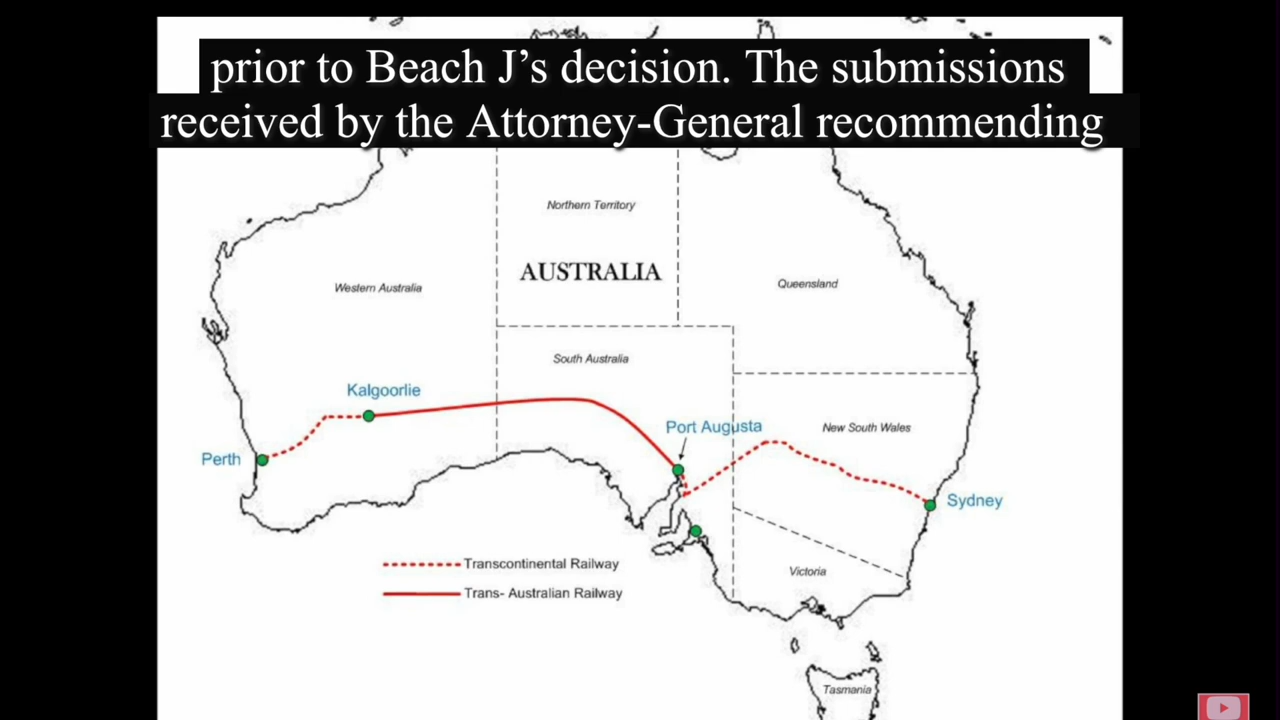 prior to Beach J’s decision. The submissions
received by the Attorney-General recommending
Northern Territory
AUSTRALIA
Western Australia
Queensland
South Australia
Kalgoorlie
Port Augusta
New South Wales
Perth
Sydney
Transcontinental Railway
Victoria
Trans- Australian Railway
Tasmania